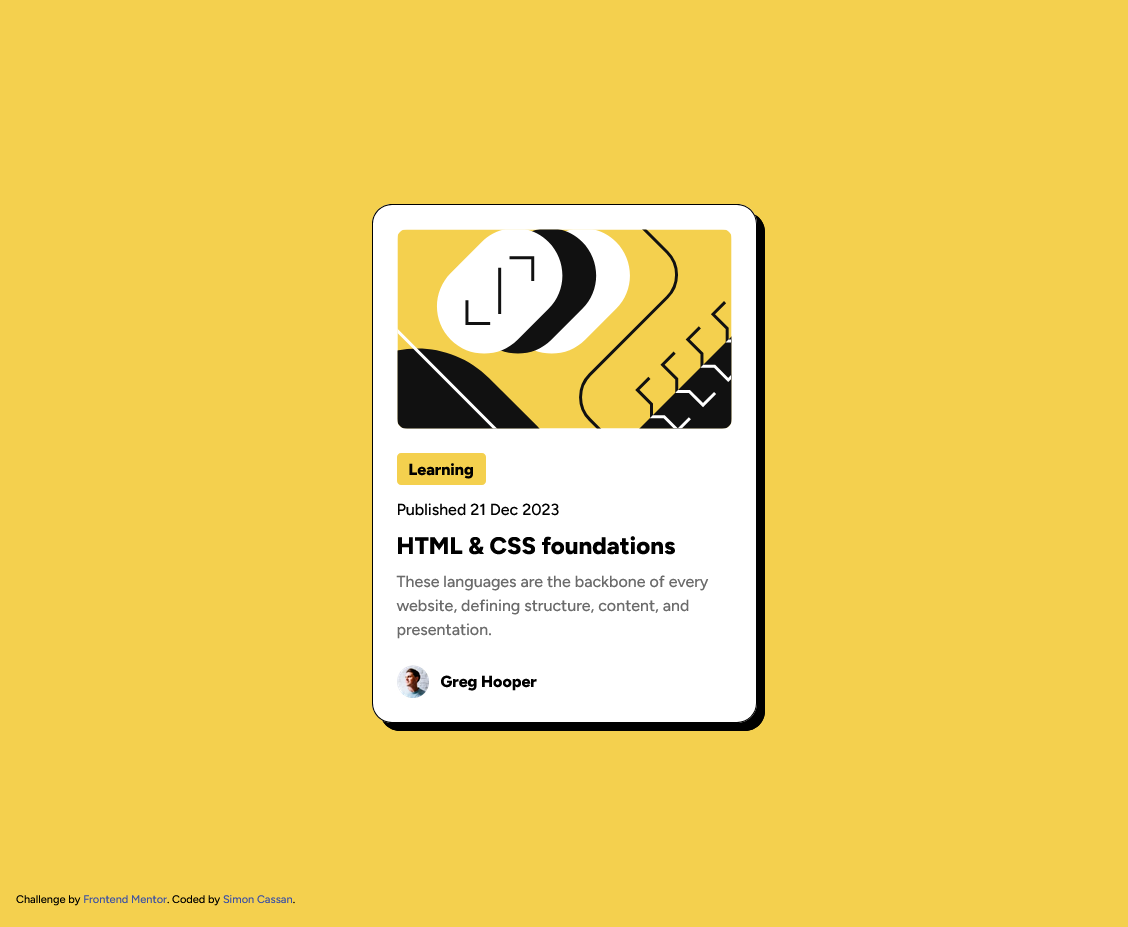 Learning
Published 21 Dec 2023
HTML & CSS foundations
These languages are the backbone of every
website, defining structure, content, and
presentation.
Greg Hooper
Challenge by Frontend Mentor. Coded by Simon Cassan.